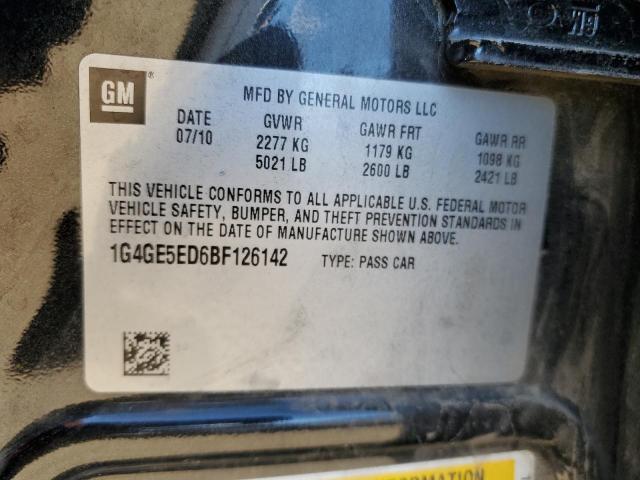 GM ®
MFD BY GENERAL MOTORS LLC
DATE GVWR GAWR FRT GAWR RR
07/10 2277 KG 1179 KG 1098 KG
5021 LB 2600 LB 2421 LB
THIS VEHICLE CONFORMS TO ALL APPLICABLE U.S. FEDERAL MOTOR
VEHICLE SAFETY, BUMPER, AND THEFT PREVENTION STANDARDS IN
EFFECT ON THE DATE OF MANUFACTURE SHOWN ABOVE.
1G4GE5ED6BF126142 TYPE: PASS CAR